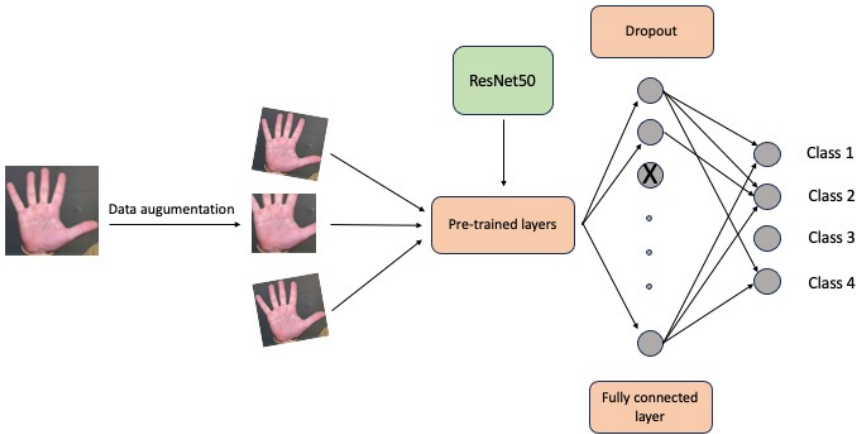 Dropout
ResNet50
Class 1
Data augumentation
Class 2
Pre-trained layers
Class 3
Class 4
X
Fully connected
layer